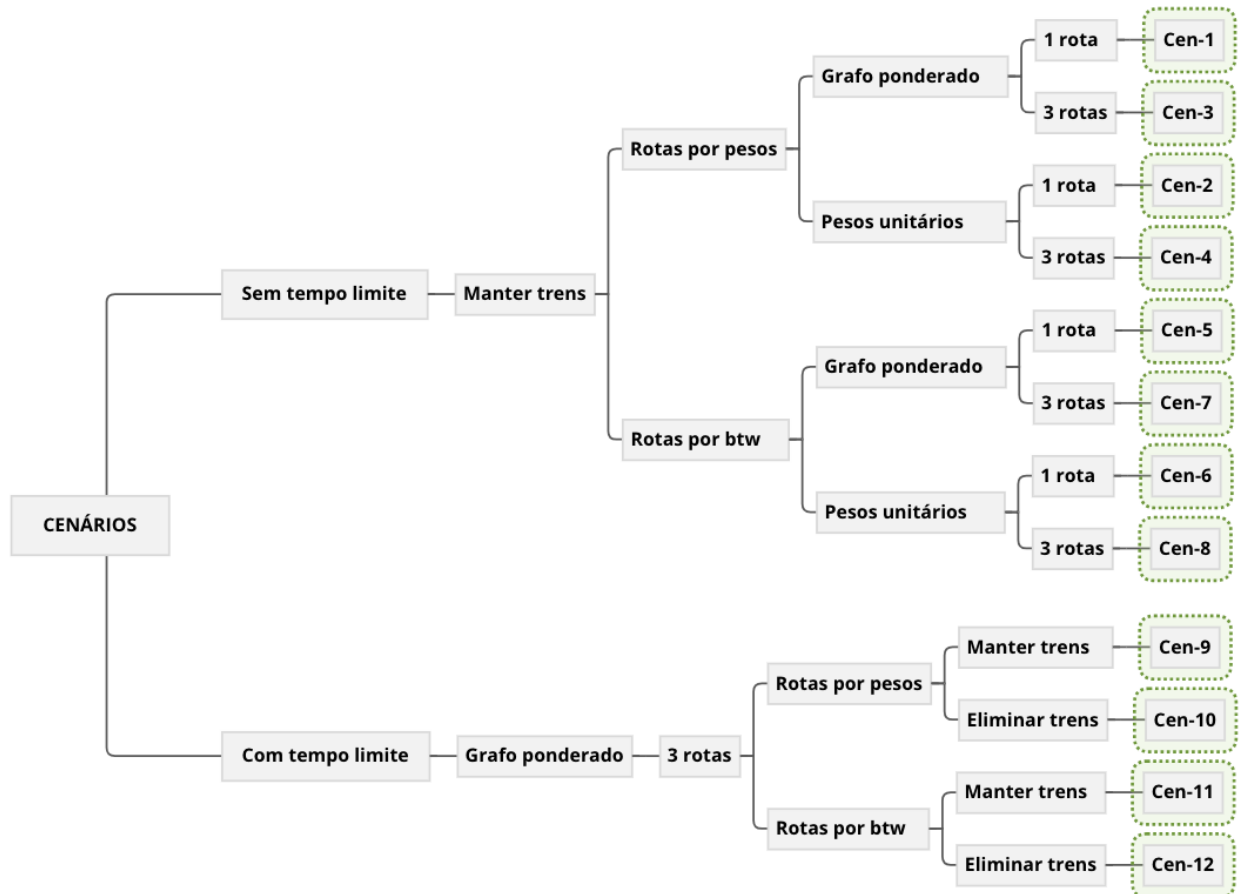 1 rota
Cen-1
Grafo ponderado
3 rotas
Cen-3
Rotas por pesos
1 rota
Cen-2
Pesos unitários
3 rotas
Cen-4
Sem tempo limite
Manter trens
1 rota
Cen-5
Grafo ponderado
3 rotas
Cen-7
Rotas por btw
1 rota
Cen-6
Pesos unitários
3 rotas
Cen-8
CENÁRIOS
Manter trens
Cen-9
Rotas por pesos
Eliminar trens
Cen-10
Com tempo limite
Grafo ponderado
3 rotas
Manter trens
Cen-11
Rotas por btw
Eliminar trens
Cen-12